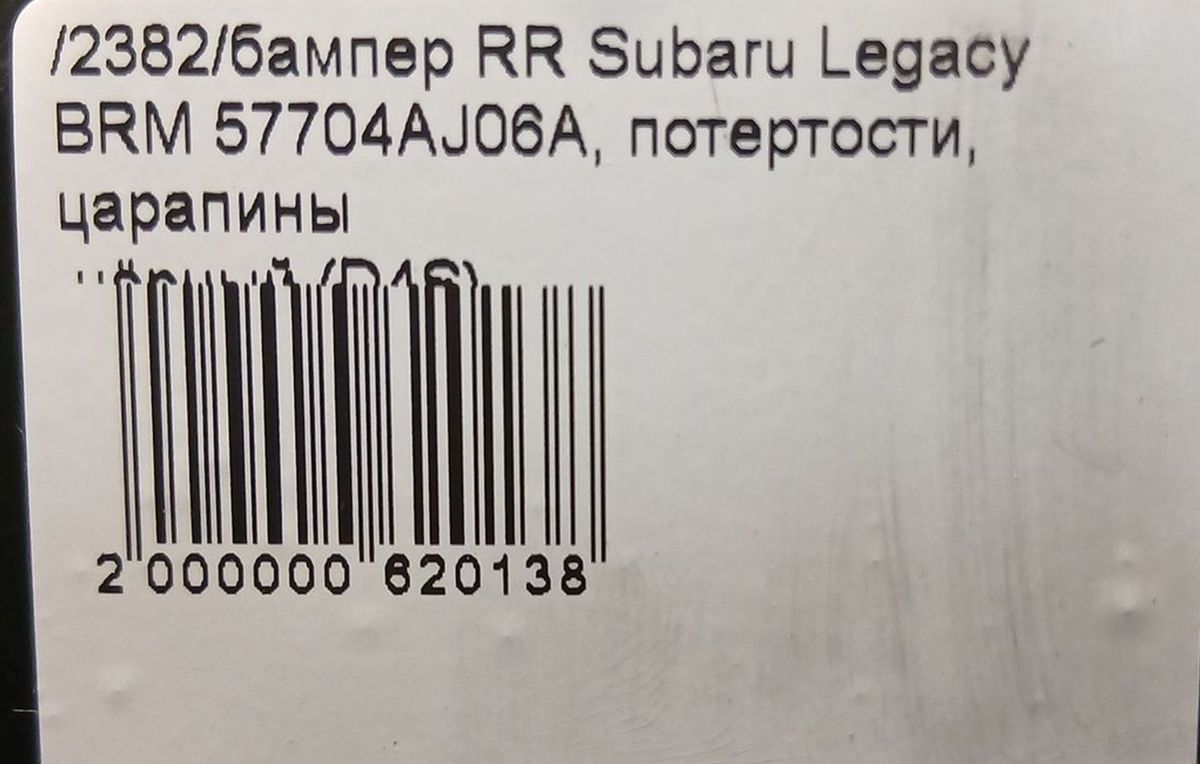 /2382/бампер RR Subaru Legacy
BRM 57704AJ06A, потертости,
царапины
2 000000 620138